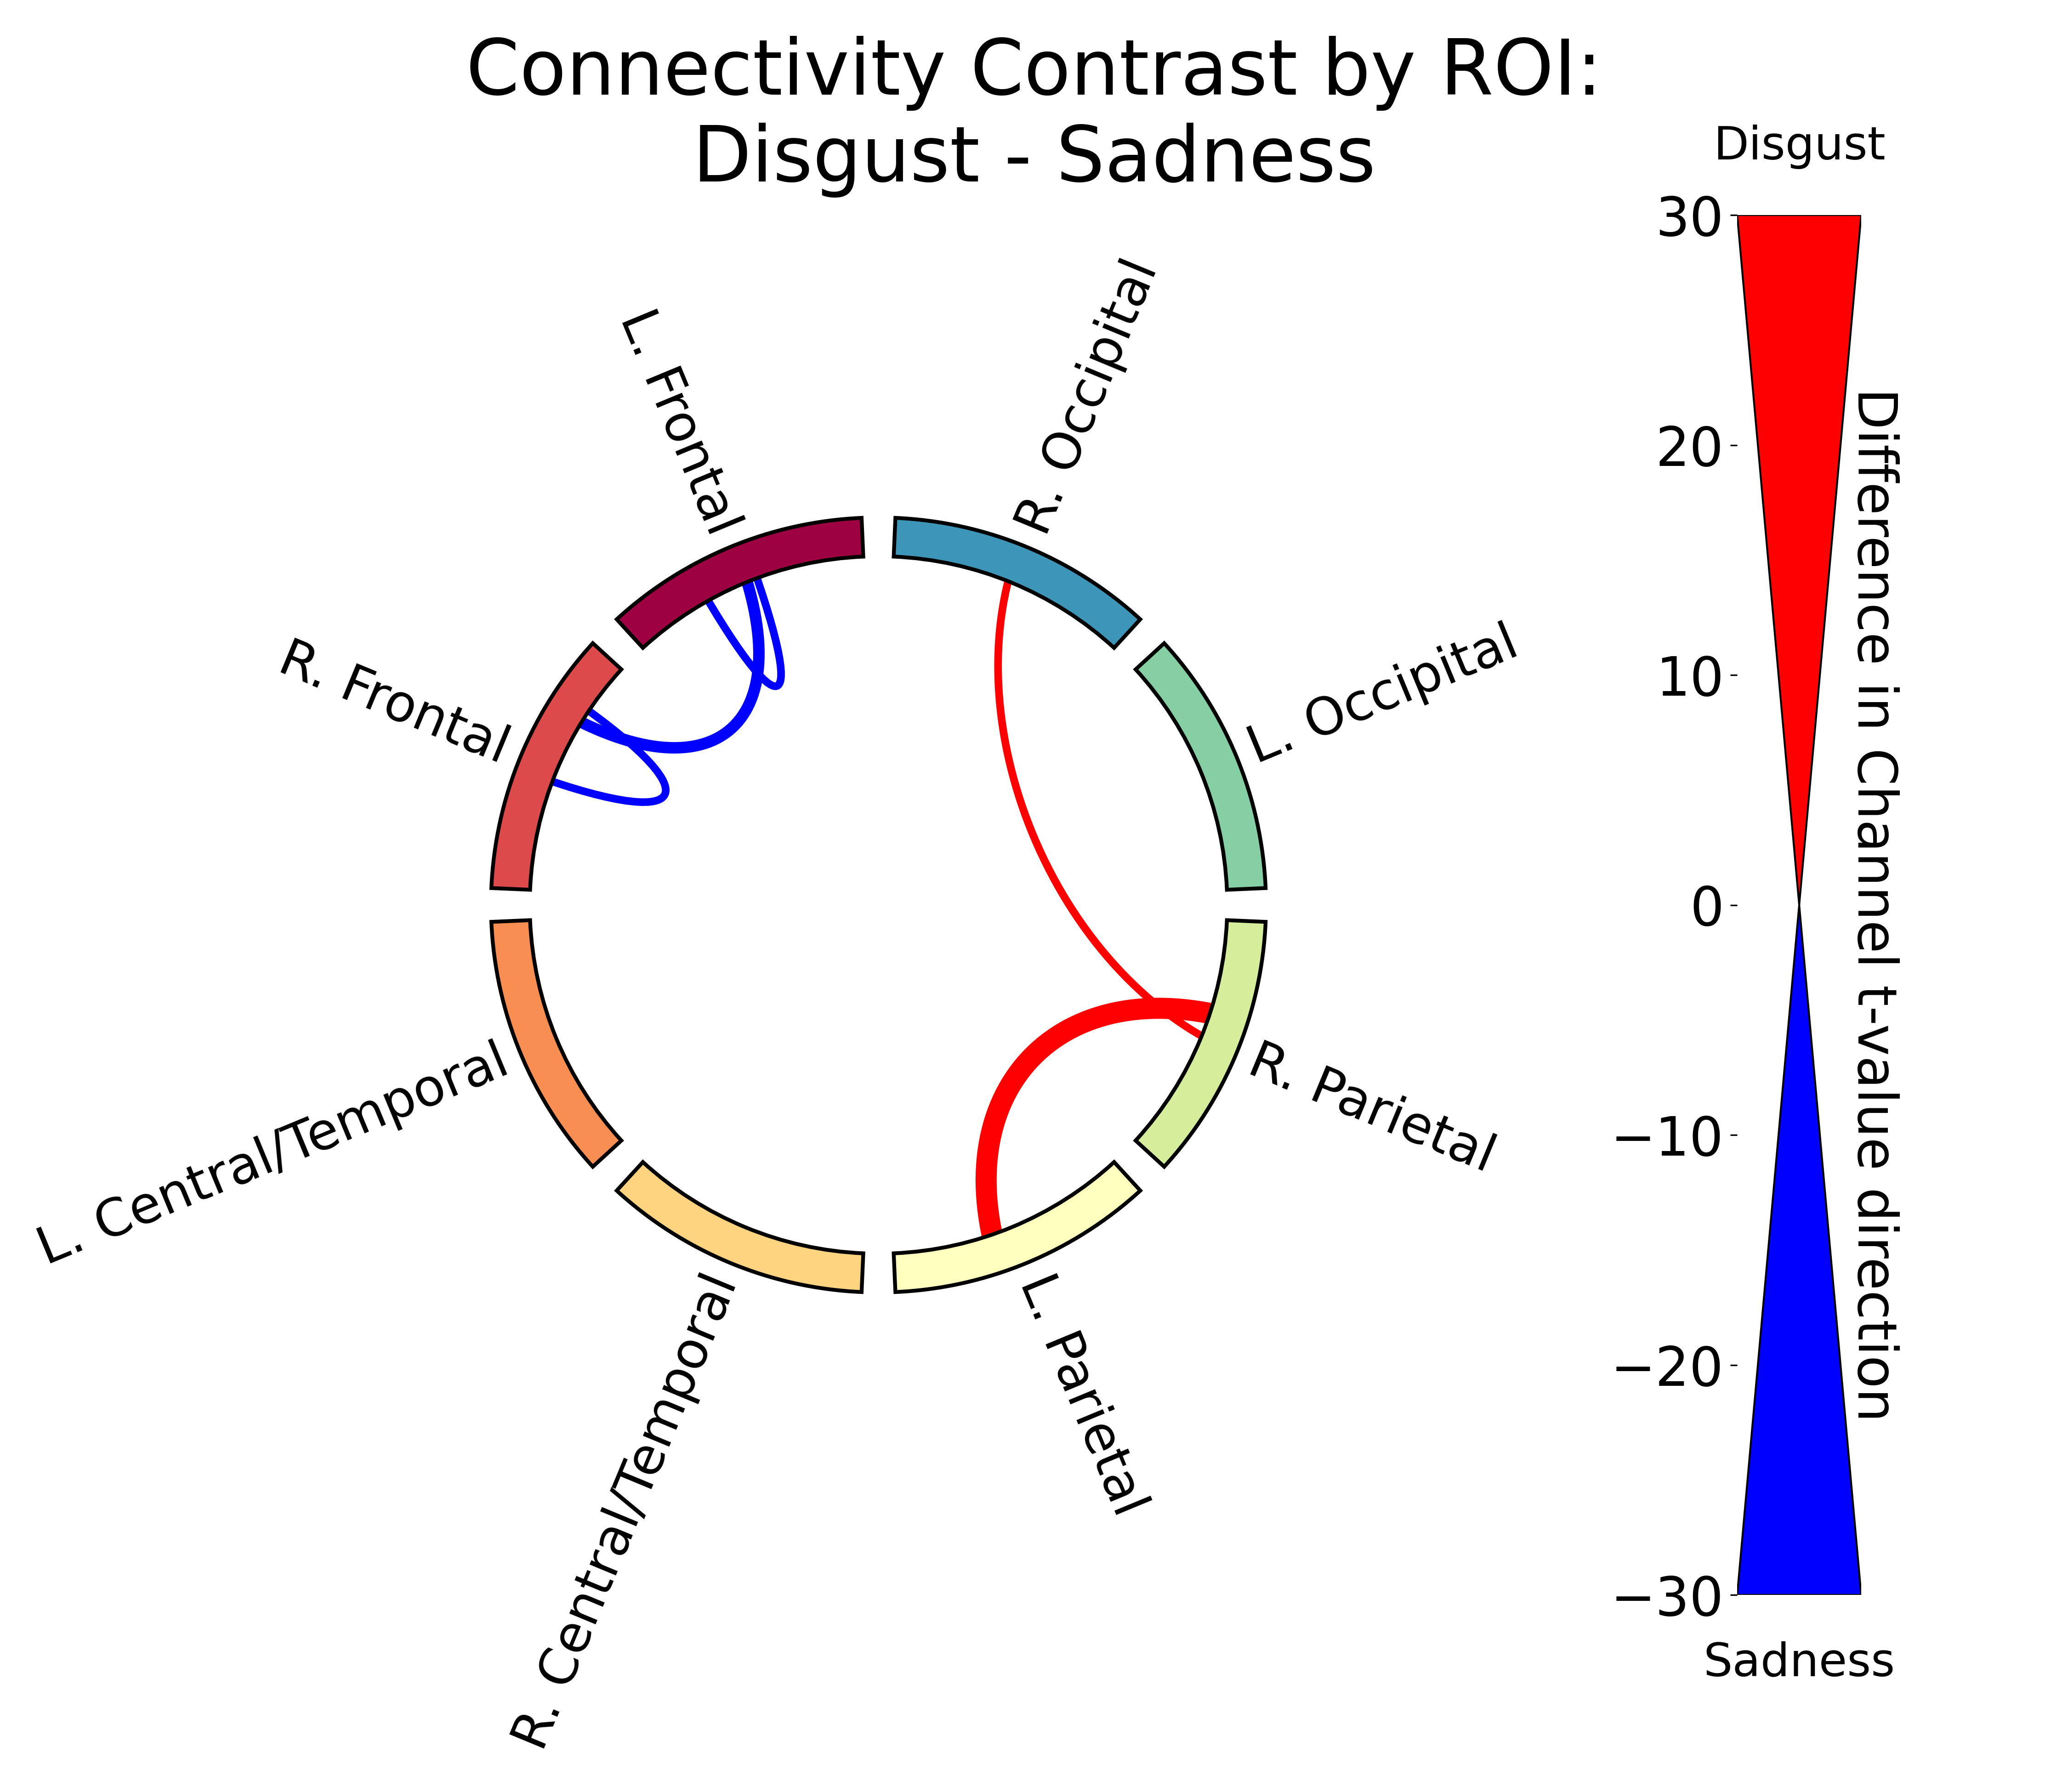 Connectivity Contrast by ROI:
Disgust - Sadness
Disgust
30
20
10
0
−10
−20
−30
Sadness
Difference in Channel t-value direction
L. Frontal
R. Occipital
R. Frontal
L. Occipital
L. Central/Temporal
R. Parietal
R. Central/Temporal
L. Parietal